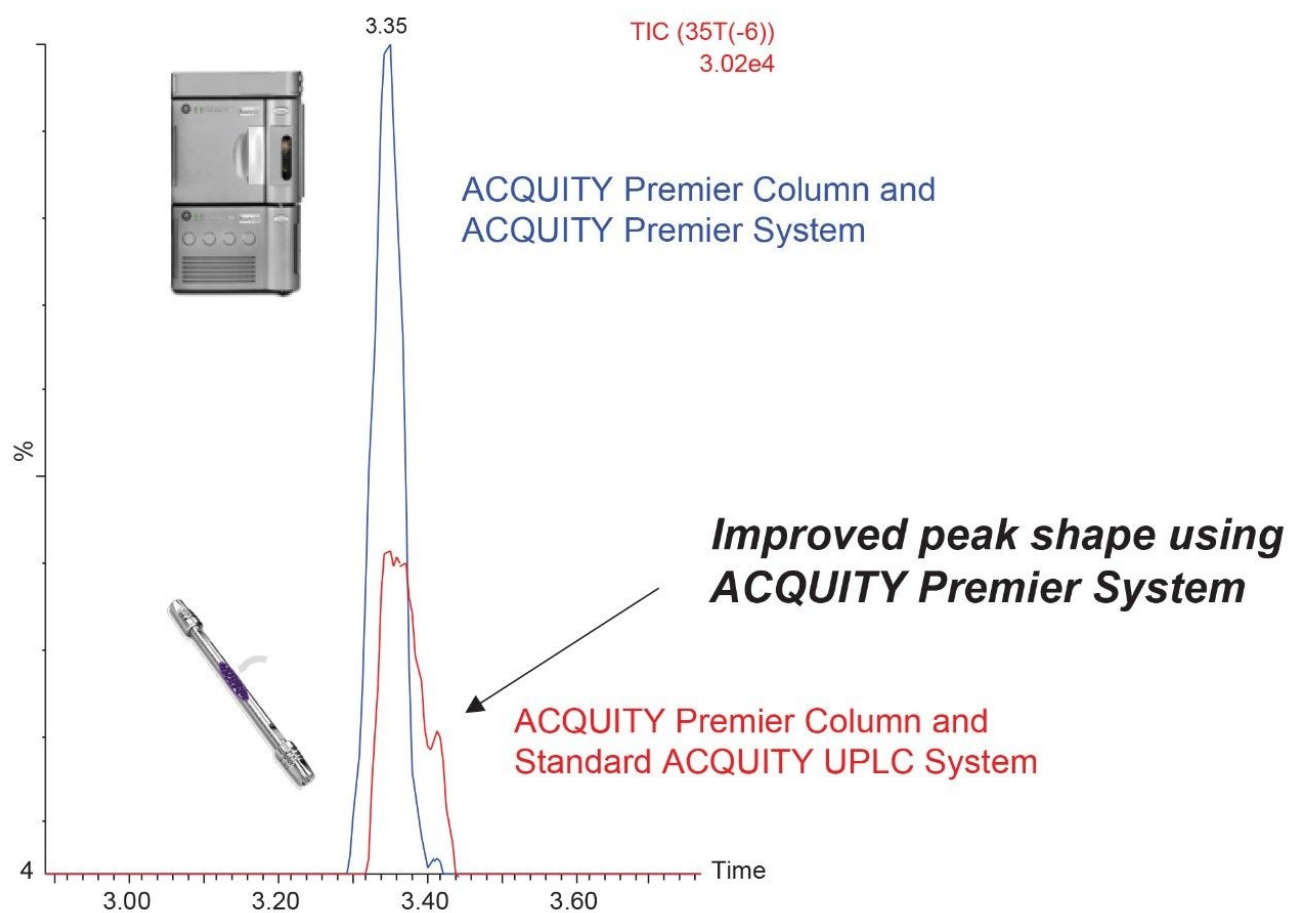 3.35
TIC (35T(-6))
3.02e4
ACQUITY Premier Column and
ACQUITY Premier System
%
Improved peak shape using
ACQUITY Premier System
ACQUITY Premier Column and
Standard ACQUITY UPLC System
4
Time
3.00 3.20 3.40 3.60